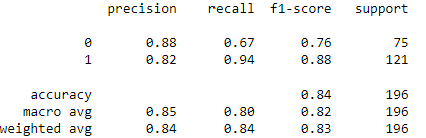 precision recall f1-score support
0 0.88 0.67 0.76 75
1 0.82 0.94 0.88 121
accuracy 0.84 196
macro avg 0.85 0.80 0.82 196
weighted avg 0.84 0.84 0.83 196